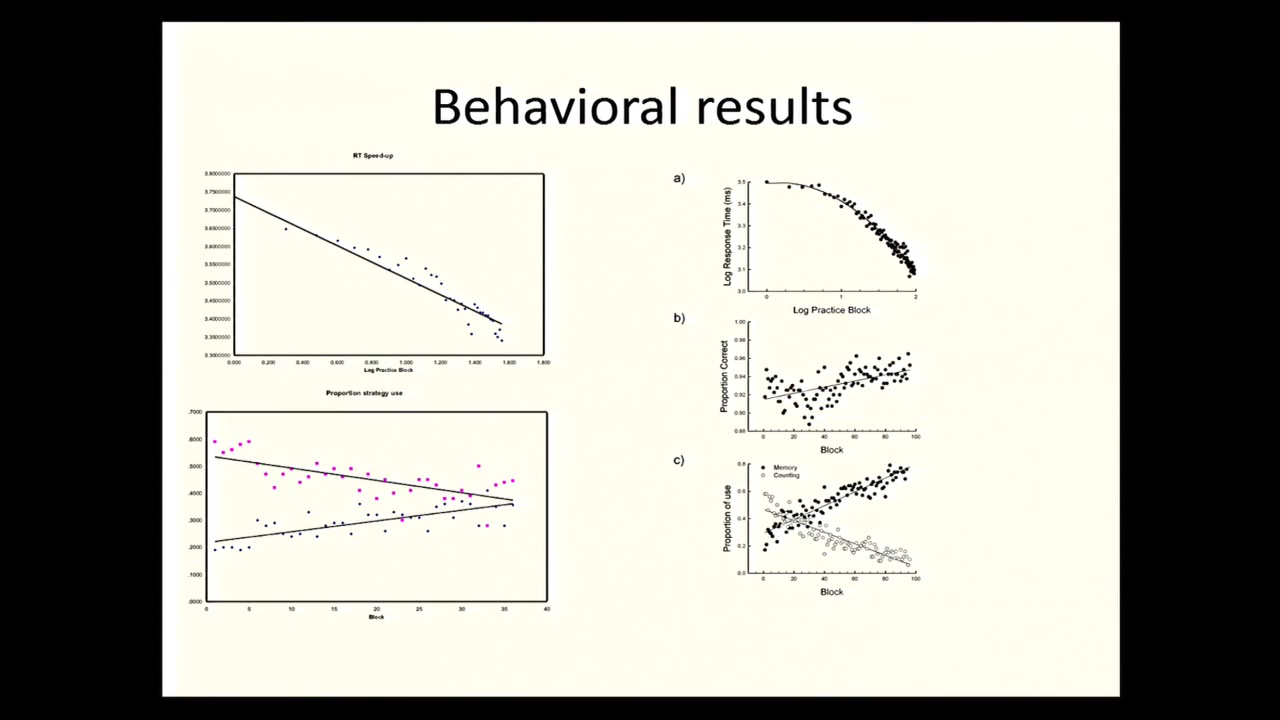 Behavioral results
RT Speed-up
3.8000000
3.7500000
3.7000000
3.6500000
3.6000000
3.5500000
3.5000000
3.4500000
3.4000000
3.3500000
3.3000000
0.000 0.200 0.400 0.600 0.800 1.000 1.200 1.400 1.600 1.800
Log Practice Block
Proportion strategy use
.7000
.6000
.5000
.4000
.3000
.2000
.1000
.0000
0 5 10 15 20 25 30 35 40
Block
a)
Log Response Time (ms)
3.5
3.4
3.3
3.2
3.1
3.0
0 1 2
Log Practice Block
b)
Proportion Correct
1.00
0.96
0.94
0.92
0.90
0.88
0 20 40 60 80 100
Block
c)
Proportion of use
0.8
0.6
0.4
0.2
0.0
Memory
Counting
0 20 40 60 80 100
Block